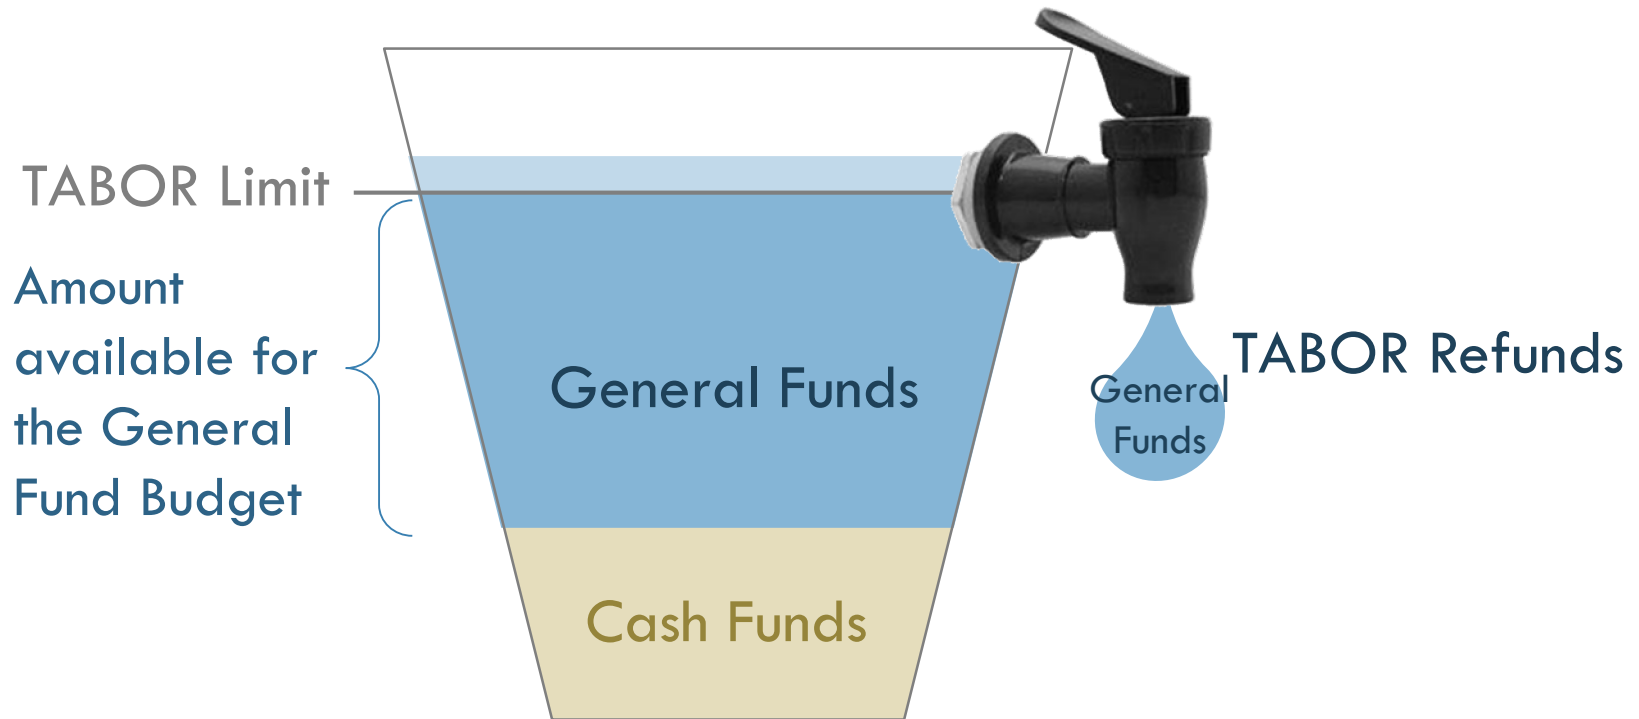 TABOR Limit
Amount
available for
the General
Fund Budget
General Funds
Cash Funds
TABOR Refunds
General
Funds